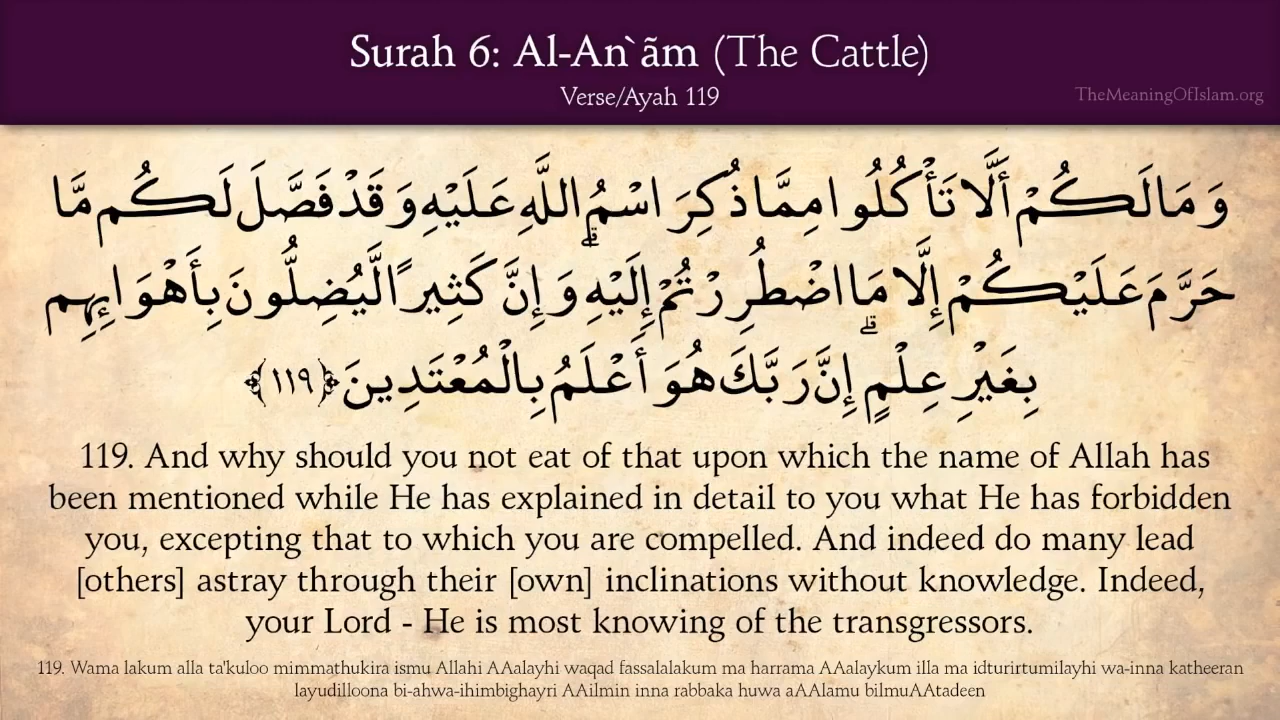 Surah 6: Al-An`ãm (The Cattle)
Verse/Ayah 119
TheMeaningOfIslam.org
وَمَا لَكُمْ أَلَّا تَأْكُلُوا مِمَّا ذُكِرَ اسْمُ اللَّهِ عَلَيْهِ وَقَدْ فَصَّلَ لَكُم مَّا
حَرَّمَ عَلَيْكُمْ إِلَّا مَا اضْطُرِرْتُمْ إِلَيْهِ ۗ وَإِنَّ كَثِيرًا لَّيُضِلُّونَ بِأَهْوَائِهِم
بِغَيْرِ عِلْمٍ ۗ إِنَّ رَبَّكَ هُوَ أَعْلَمُ بِالْمُعْتَدِينَ ﴿١١٩﴾
119. And why should you not eat of that upon which the name of Allah has
been mentioned while He has explained in detail to you what He has forbidden
you, excepting that to which you are compelled. And indeed do many lead
[others] astray through their [own] inclinations without knowledge. Indeed,
your Lord - He is most knowing of the transgressors.
119. Wama lakum alla ta'kuloo mimmathukira ismu Allahi AAalayhi waqad fassalalakum ma harrama AAalaykum illa ma idturirtumilayhi wa-inna katheeran
layudilloona bi-ahwa-ihimbighayri AAilmin inna rabbaka huwa aAAlamu bilmuAAtadeen